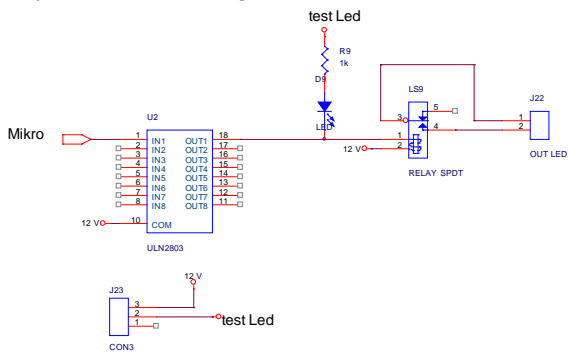 test Led
R9
1k
D9
LED
LS9
3
5
4
1
2
12 V
RELAY SPDT
J22
1
2
OUT LED
Mikro
U2
1 IN1 OUT1 18
2 IN2 OUT2 17
3 IN3 OUT3 16
4 IN4 OUT4 15
5 IN5 OUT5 14
6 IN6 OUT6 13
7 IN7 OUT7 12
8 IN8 OUT8 11
12 V 10 COM
ULN2803
J23
12 V
3
2
1
test Led
CON3